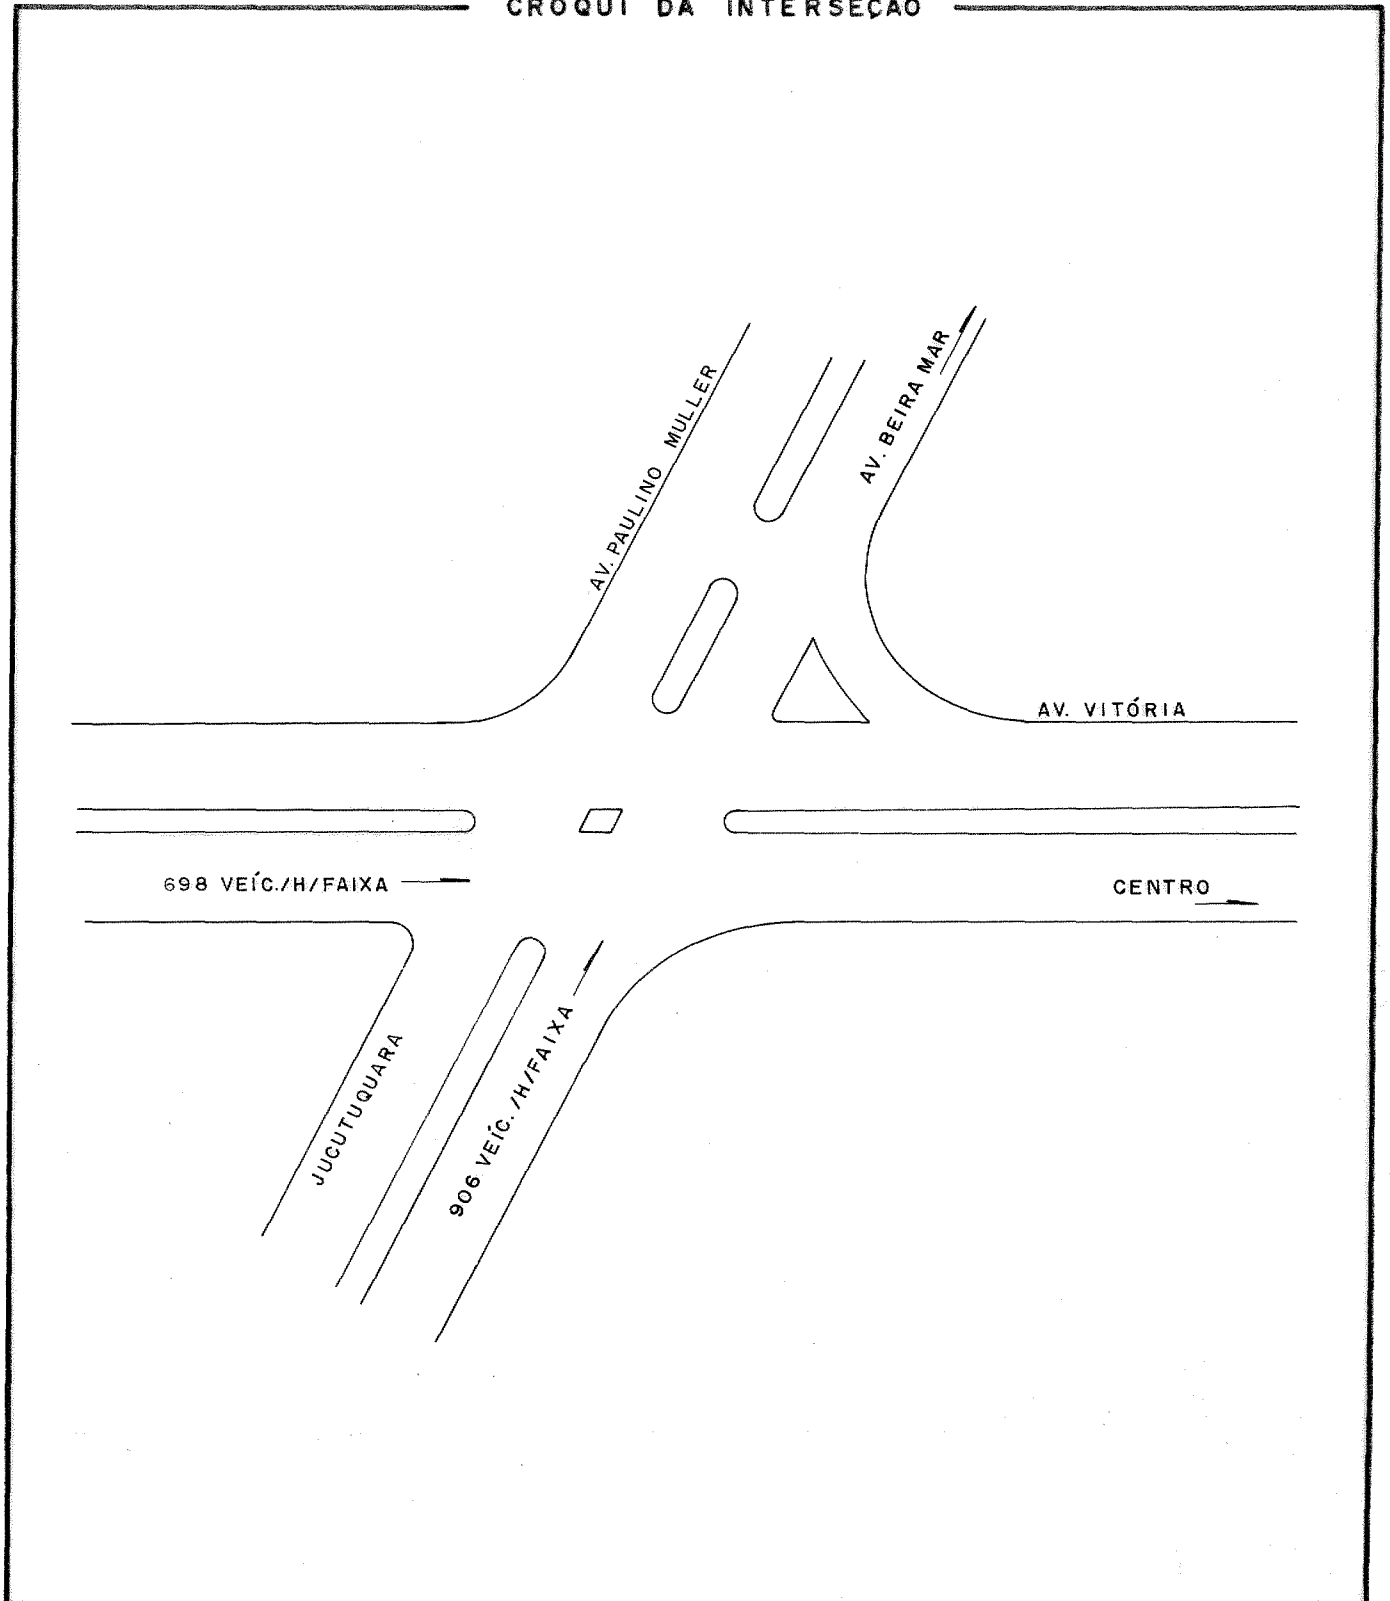 CROQUI DA INTERSEÇÃO
AV. PAULINO MULLER
AV. BEIRA MAR
AV. VITÓRIA
698 VEÍC./H/FAIXA
CENTRO
JUCUTUQUARA
906 VEÍC./H/FAIXA